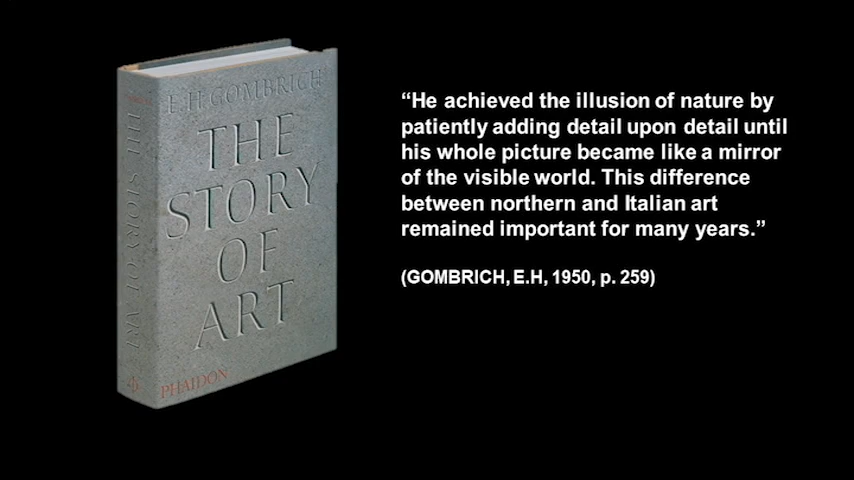 E.H. GOMBRICH
THE
STORY
OF
ART
PHAIDON
THE STORY OF ART
“He achieved the illusion of nature by
patiently adding detail upon detail until
his whole picture became like a mirror
of the visible world. This difference
between northern and Italian art
remained important for many years.”
(GOMBRICH, E.H, 1950, p. 259)